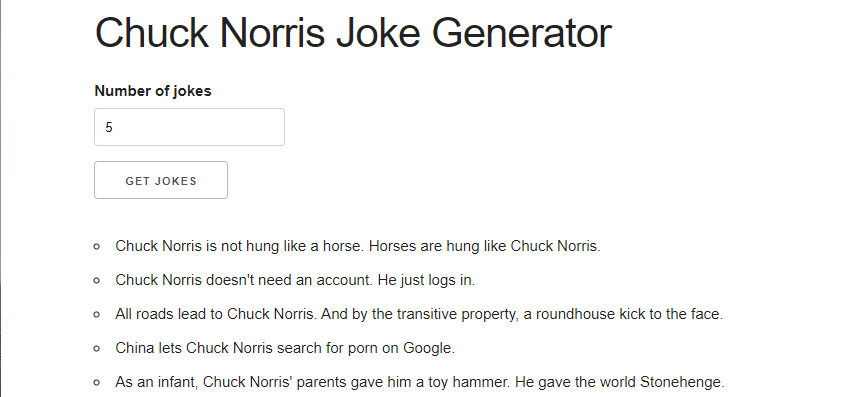 Chuck Norris Joke Generator
Number of jokes
5
GET JOKES
Chuck Norris is not hung like a horse. Horses are hung like Chuck Norris.
Chuck Norris doesn't need an account. He just logs in.
All roads lead to Chuck Norris. And by the transitive property, a roundhouse kick to the face.
China lets Chuck Norris search for porn on Google.
As an infant, Chuck Norris' parents gave him a toy hammer. He gave the world Stonehenge.